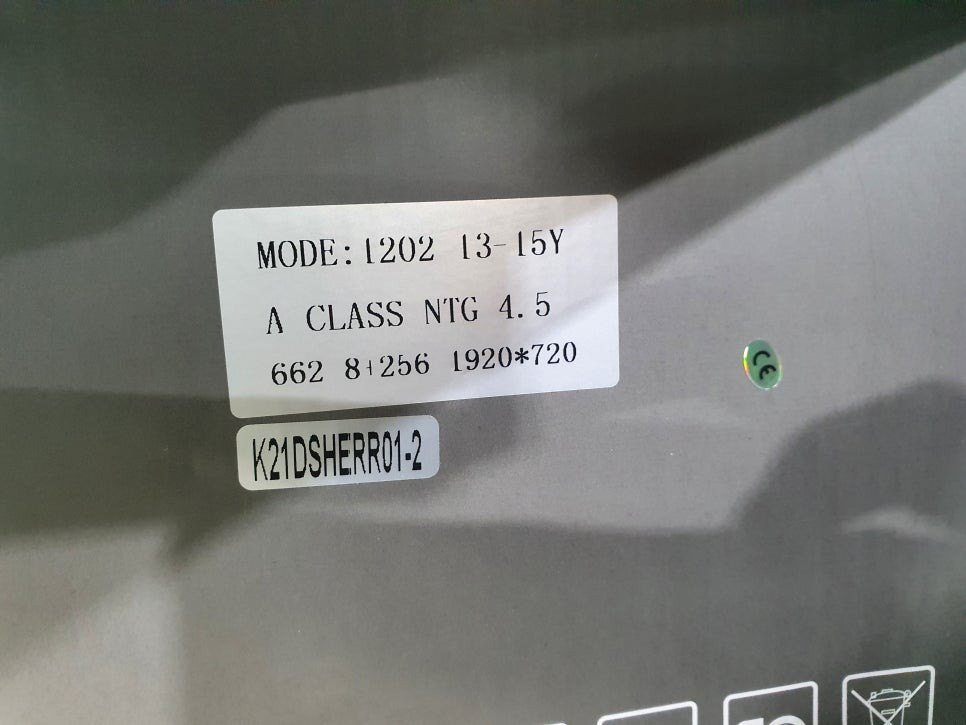 MODE:1202 13-15Y
A CLASS NTG 4.5
662 8+256 1920*720
K21DSHERR01-2
CE